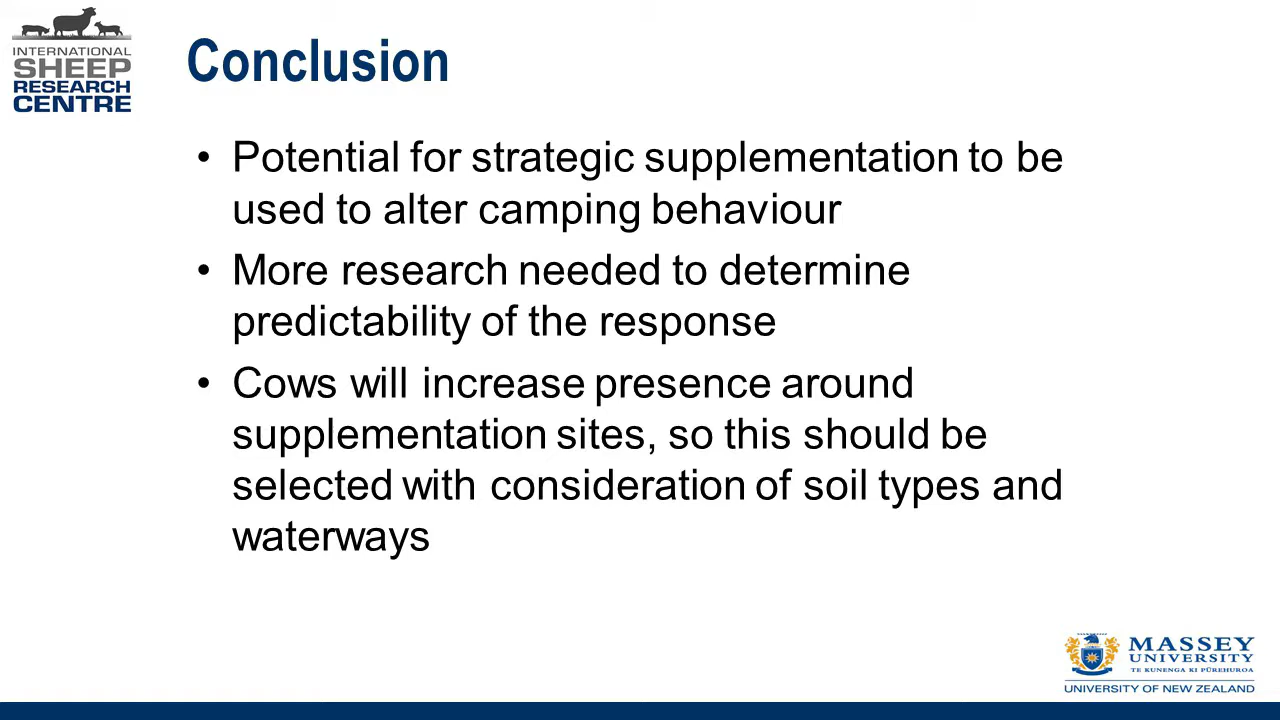 INTERNATIONAL
SHEEP
RESEARCH
CENTRE
Conclusion
• Potential for strategic supplementation to be
used to alter camping behaviour
• More research needed to determine
predictability of the response
• Cows will increase presence around
supplementation sites, so this should be
selected with consideration of soil types and
waterways
MASSEY
UNIVERSITY
TE KUNENGA KI PŪREHUROA
UNIVERSITY OF NEW ZEALAND